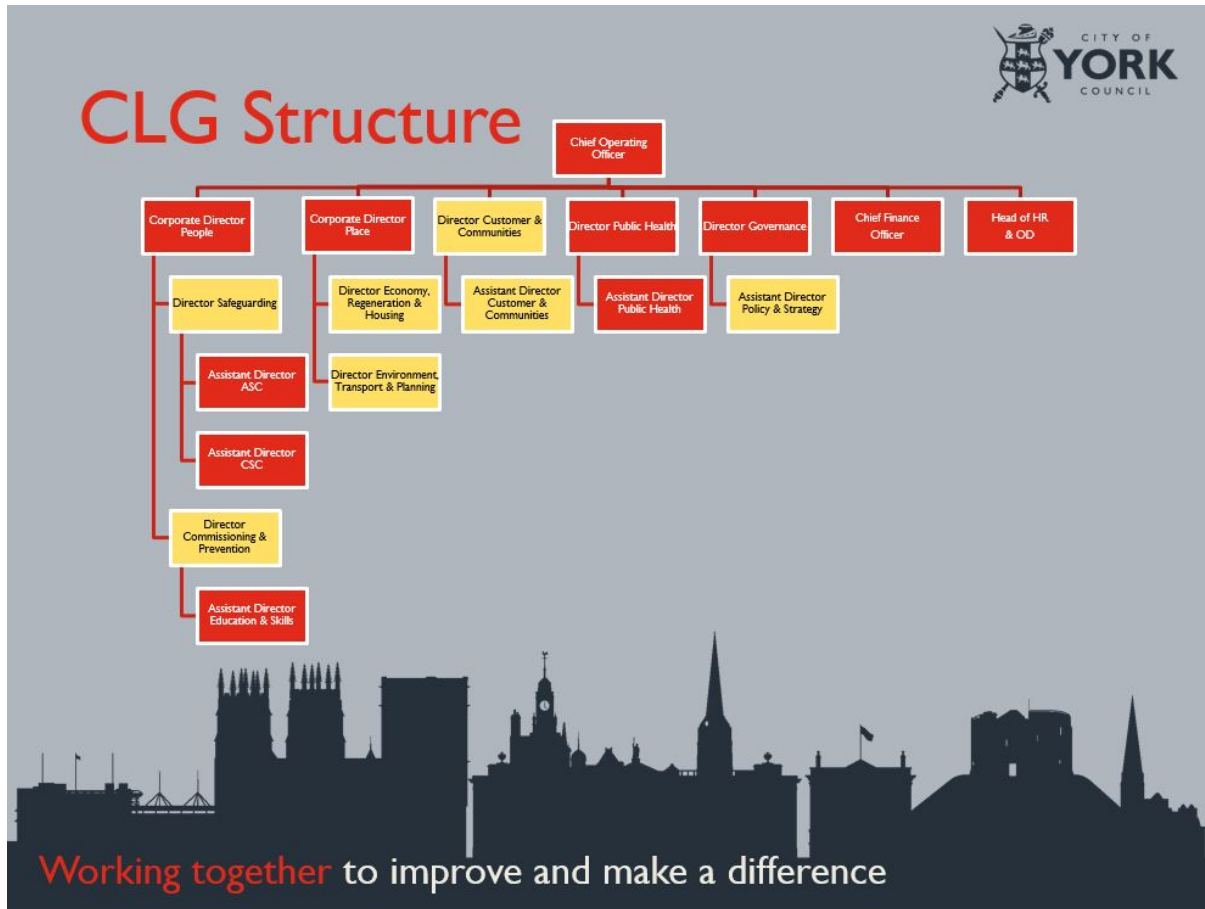 CITY OF
YORK
COUNCIL
CLG Structure
Chief Operating
Officer
Corporate Director
People
Corporate Director
Place
Director Customer &
Communities
Director Public Health
Director Governance
Chief Finance
Officer
Head of HR
& OD
Director Safeguarding
Director Economy,
Regeneration &
Housing
Assistant Director
Customer &
Communities
Assistant Director
Public Health
Assistant Director
Policy & Strategy
Assistant Director
ASC
Director Environment,
Transport & Planning
Assistant Director
CSC
Director
Commissioning &
Prevention
Assistant Director
Education & Skills
Working together to improve and make a difference